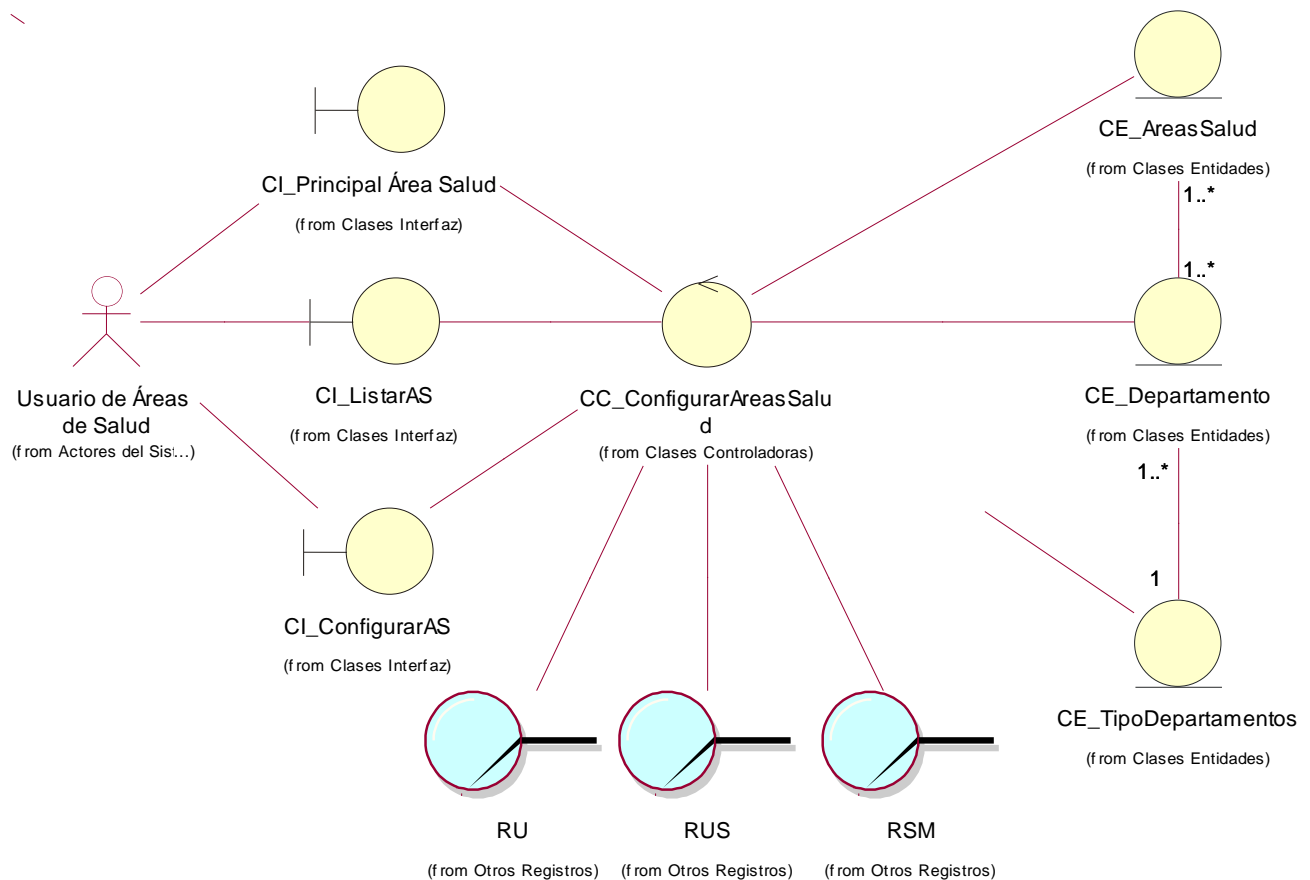 CE_AreasSalud
(from Clases Entidades)
1..*
CI_Principal Área Salud
(from Clases Interfaz)
1..*
Usuario de Áreas
de Salud
(from Actores del Sis...)
CI_ListarAS
(from Clases Interfaz)
CC_ConfigurarAreasSalu
d
(from Clases Controladoras)
CE_Departamento
(from Clases Entidades)
1..*
1
CI_ConfigurarAS
(from Clases Interfaz)
CE_TipoDepartamentos
(from Clases Entidades)
RU
(from Otros Registros)
RUS
(from Otros Registros)
RSM
(from Otros Registros)